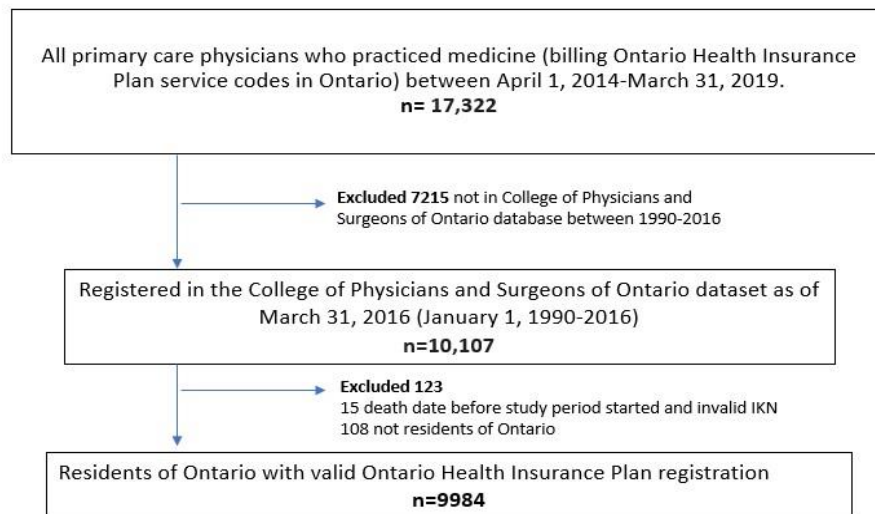 All primary care physicians who practiced medicine (billing Ontario Health Insurance
Plan service codes in Ontario) between April 1, 2014-March 31, 2019.
n= 17,322
Excluded 7215 not in College of Physicians and
Surgeons of Ontario database between 1990-2016
Registered in the College of Physicians and Surgeons of Ontario dataset as of
March 31, 2016 (January 1, 1990-2016)
n=10,107
Excluded 123
15 death date before study period started and invalid IKN
108 not residents of Ontario
Residents of Ontario with valid Ontario Health Insurance Plan registration
n=9984